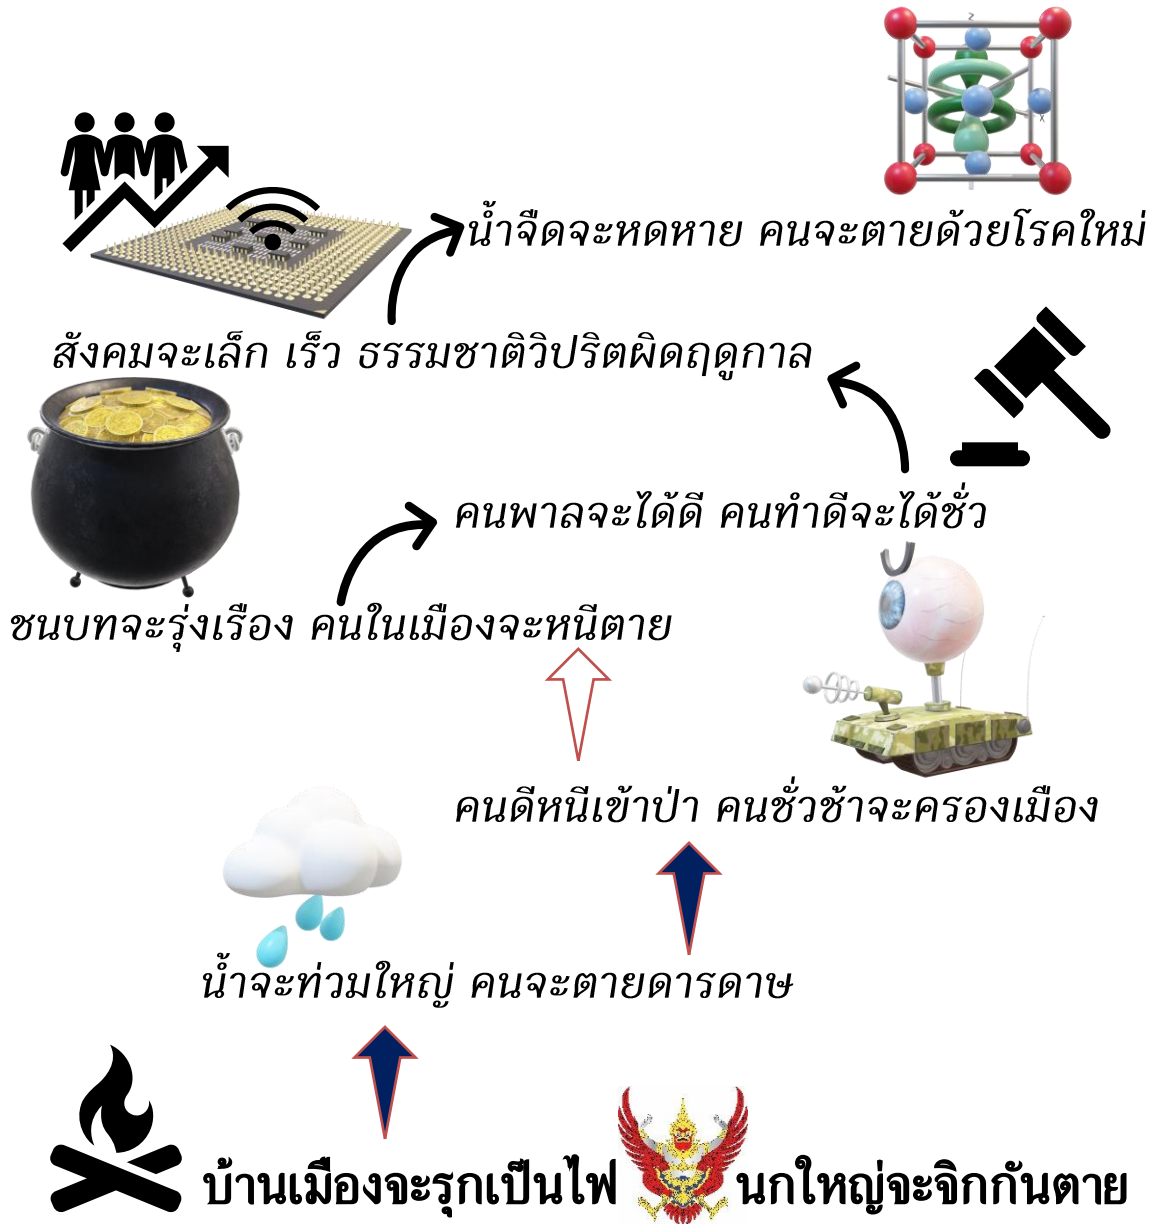 น้ำจืดจะหดหาย คนจะตายด้วยโรคใหม่
สังคมจะเล็ก เร็ว ธรรมชาติวิปริตผิดฤดูกาล
คนพาลจะได้ดี คนทำดีจะได้ชั่ว
ชนบทจะรุ่งเรือง คนในเมืองจะหนีตาย
คนดีหนีเข้าป่า คนชั่วช้าจะครองเมือง
น้ำจะท่วมใหญ่ คนจะตายดารดาษ
บ้านเมืองจะรุกเป็นไฟ นกใหญ่จะจิกกันตาย